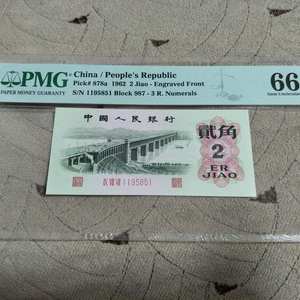 PMG
PAPER MONEY GUARANTY
China / People's Republic
Pick# 878a 1962 2 Jiao - Engraved Front
S/N 1195851 Block 987 - 3 R. Numerals
66
中國人民銀行
貳角
2
ER
JIAO
1195851